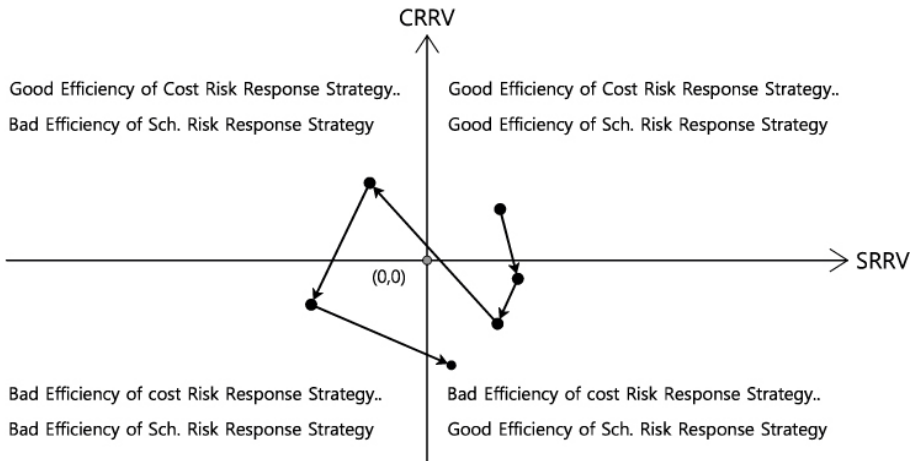 CRRV
Good Efficiency of Cost Risk Response Strategy..
Bad Efficiency of Sch. Risk Response Strategy
Good Efficiency of Cost Risk Response Strategy..
Good Efficiency of Sch. Risk Response Strategy
SRRV
(0,0)
Bad Efficiency of cost Risk Response Strategy..
Bad Efficiency of Sch. Risk Response Strategy
Bad Efficiency of cost Risk Response Strategy..
Good Efficiency of Sch. Risk Response Strategy